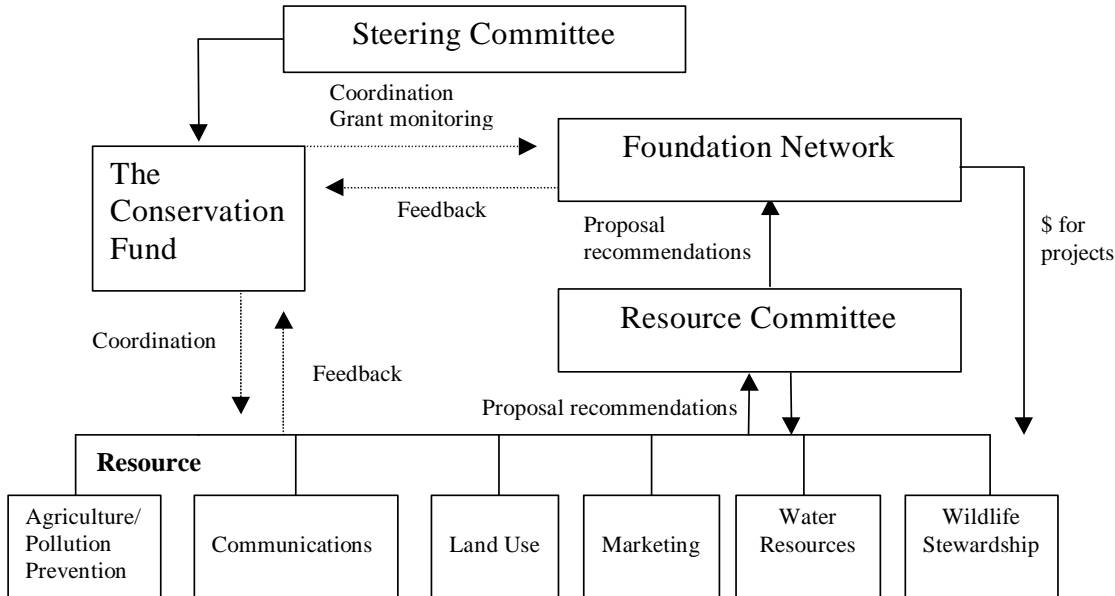 Steering Committee
Coordination
Grant monitoring
Foundation Network
The
Conservation
Fund
Feedback
Proposal
recommendations
$ for
projects
Resource Committee
Coordination
Feedback
Proposal recommendations
Resource
Agriculture/
Pollution
Prevention
Communications
Land Use
Marketing
Water
Resources
Wildlife
Stewardship